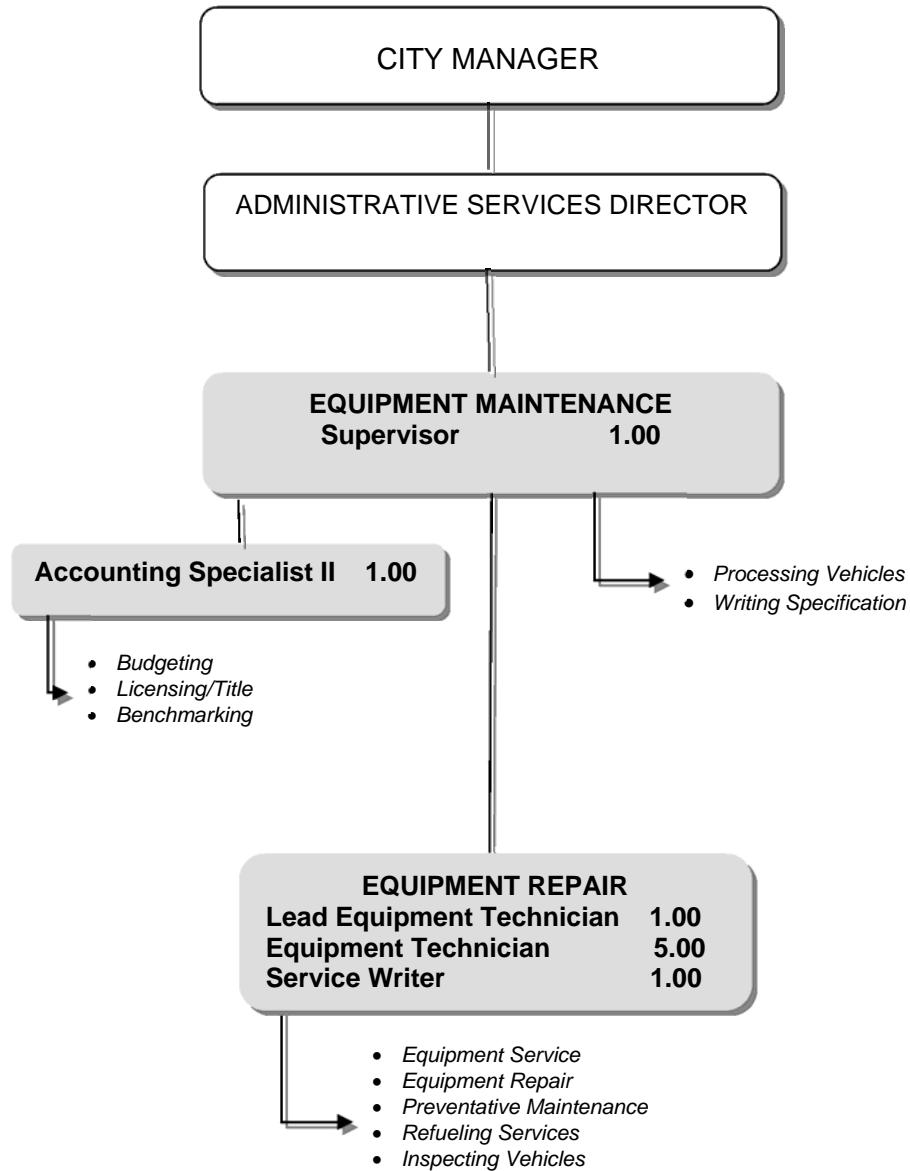 CITY MANAGER
ADMINISTRATIVE SERVICES DIRECTOR
EQUIPMENT MAINTENANCE
Supervisor 1.00
Accounting Specialist II 1.00
• Processing Vehicles
• Writing Specification
• Budgeting
• Licensing/Title
• Benchmarking
EQUIPMENT REPAIR
Lead Equipment Technician 1.00
Equipment Technician 5.00
Service Writer 1.00
• Equipment Service
• Equipment Repair
• Preventative Maintenance
• Refueling Services
• Inspecting Vehicles